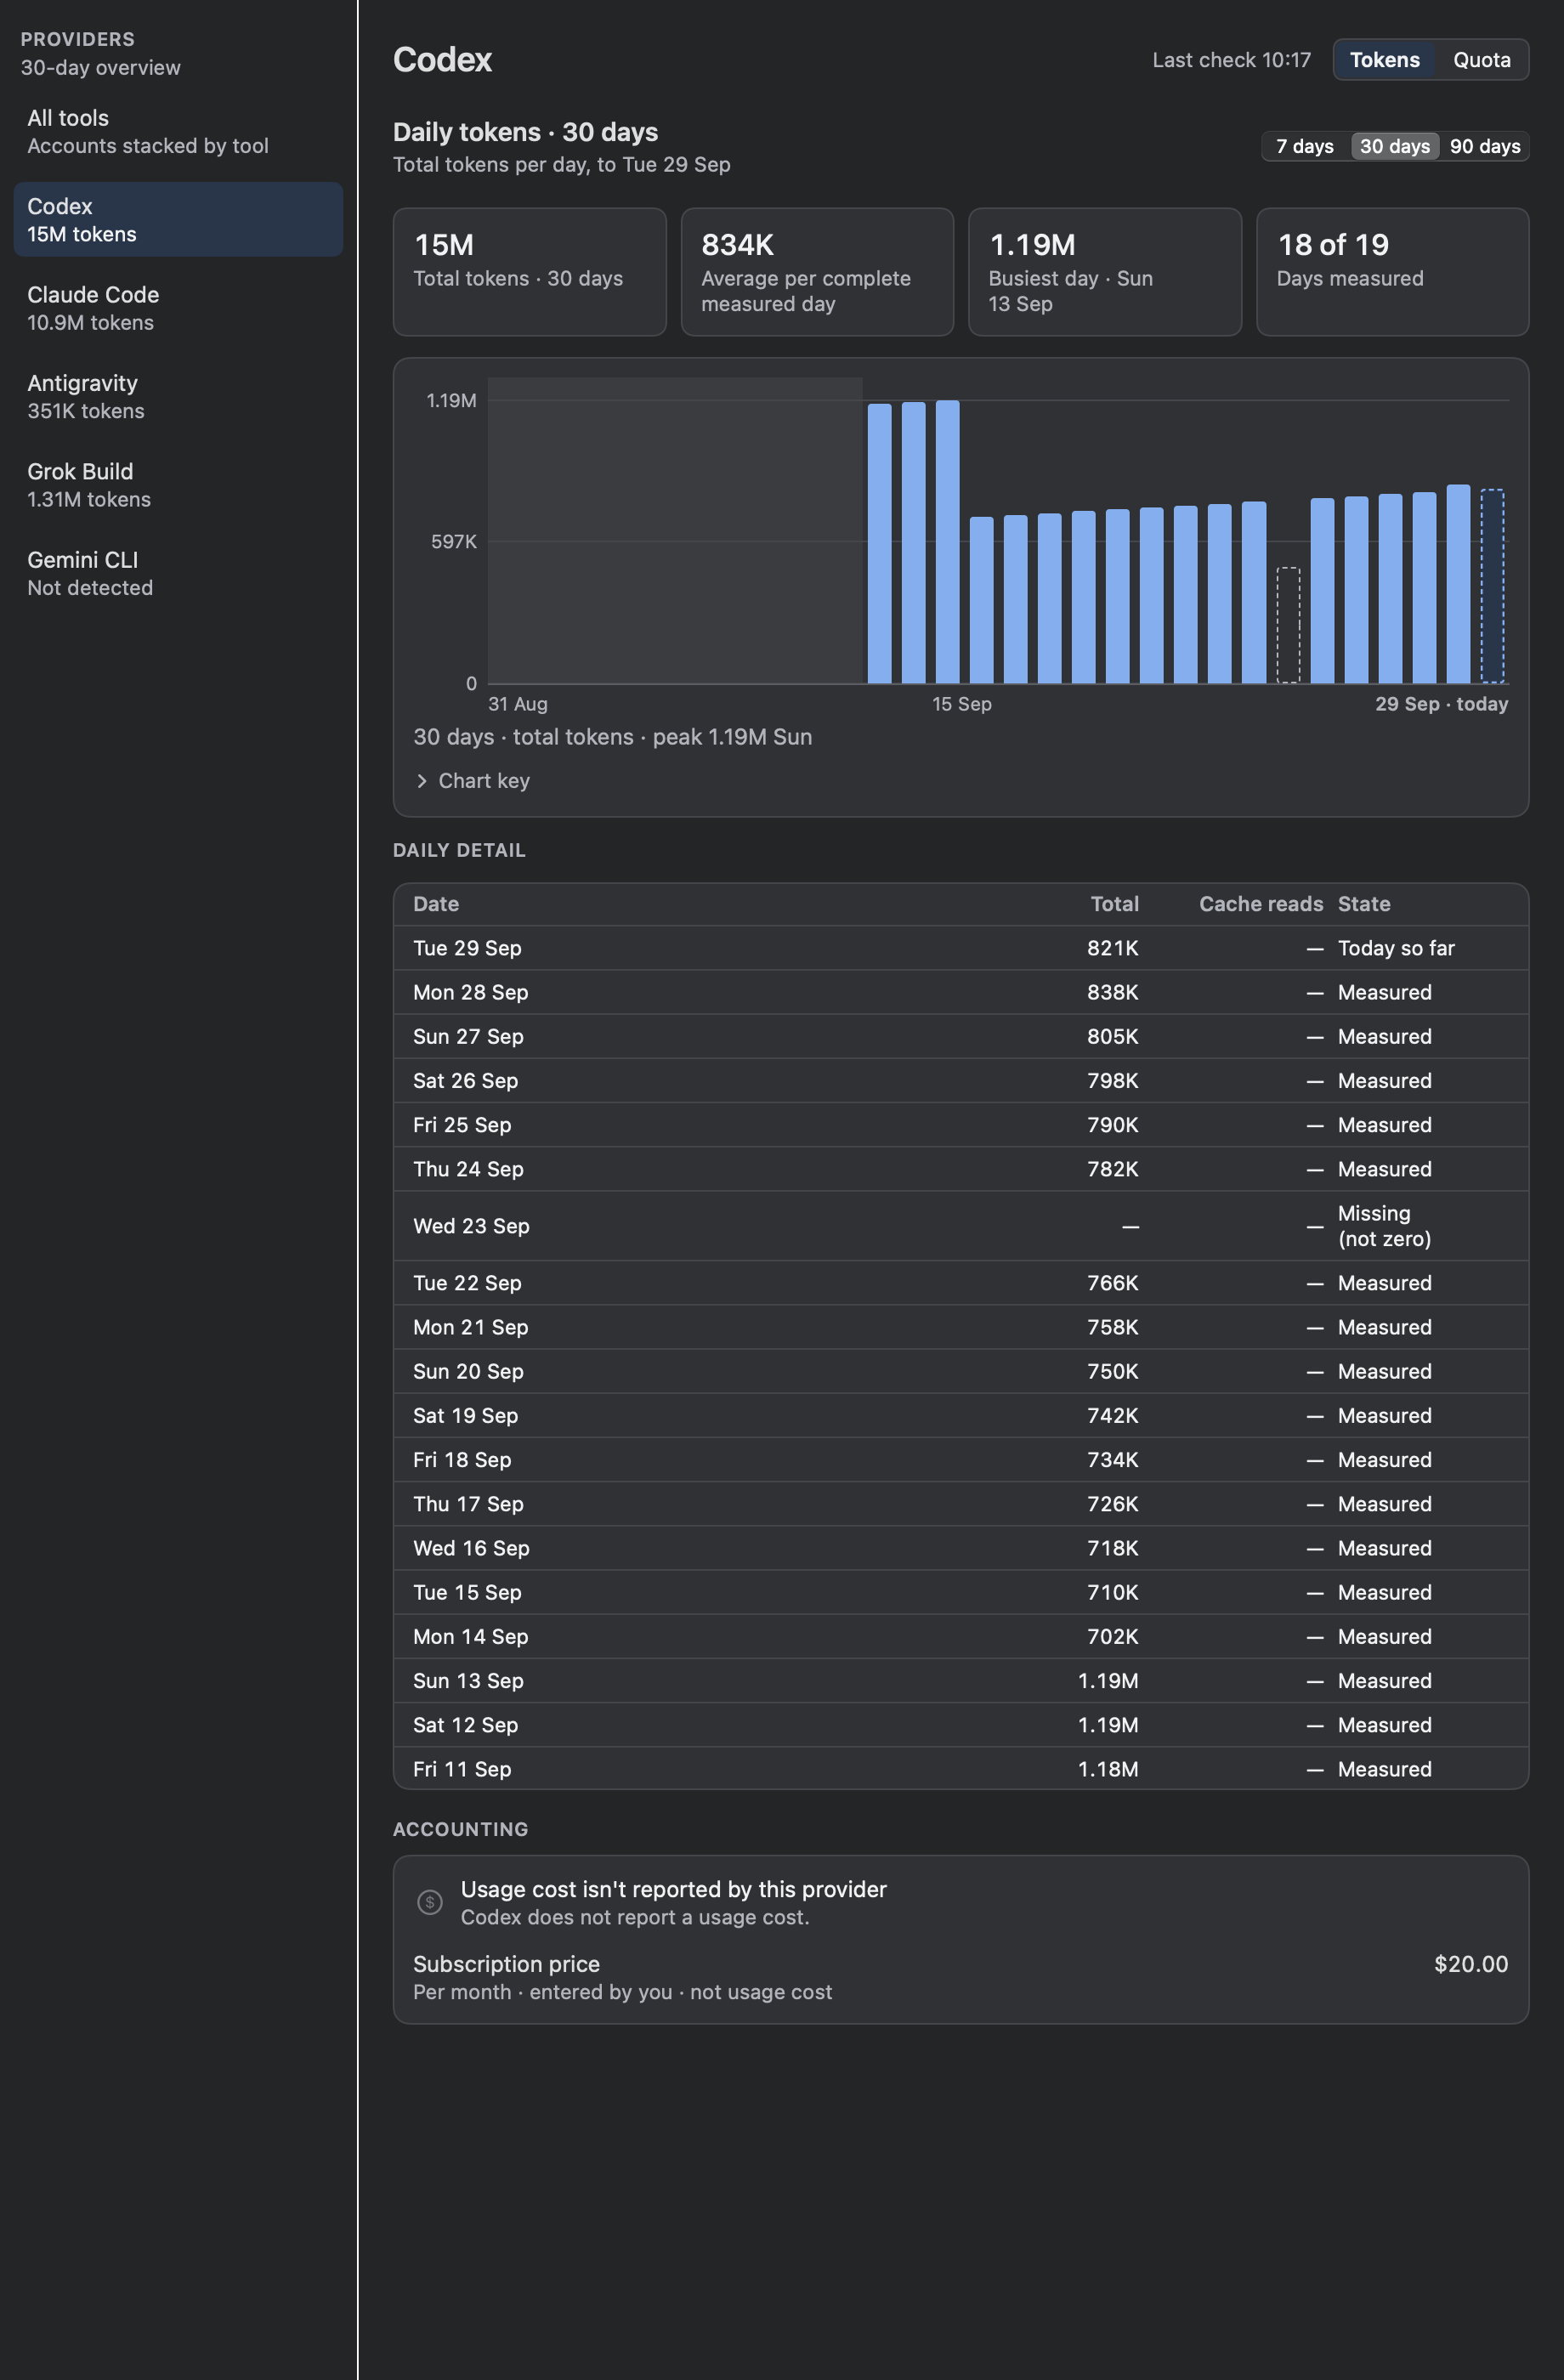 PROVIDERS
30-day overview
All tools
Accounts stacked by tool
Codex
15M tokens
Claude Code
10.9M tokens
Antigravity
351K tokens
Grok Build
1.31M tokens
Gemini CLI
Not detected
Codex
Last check 10:17
Tokens
Quota
Daily tokens · 30 days
Total tokens per day, to Tue 29 Sep
7 days
30 days
90 days
15M
Total tokens · 30 days
834K
Average per complete
measured day
1.19M
Busiest day · Sun
13 Sep
18 of 19
Days measured
1.19M
597K
0
31 Aug
15 Sep
29 Sep · today
30 days · total tokens · peak 1.19M Sun
Chart key
DAILY DETAIL
Date Total Cache reads State
Tue 29 Sep 821K — Today so far
Mon 28 Sep 838K — Measured
Sun 27 Sep 805K — Measured
Sat 26 Sep 798K — Measured
Fri 25 Sep 790K — Measured
Thu 24 Sep 782K — Measured
Wed 23 Sep — — Missing
(not zero)
Tue 22 Sep 766K — Measured
Mon 21 Sep 758K — Measured
Sun 20 Sep 750K — Measured
Sat 19 Sep 742K — Measured
Fri 18 Sep 734K — Measured
Thu 17 Sep 726K — Measured
Wed 16 Sep 718K — Measured
Tue 15 Sep 710K — Measured
Mon 14 Sep 702K — Measured
Sun 13 Sep 1.19M — Measured
Sat 12 Sep 1.19M — Measured
Fri 11 Sep 1.18M — Measured
ACCOUNTING
$
Usage cost isn't reported by this provider
Codex does not report a usage cost.
Subscription price $20.00
Per month · entered by you · not usage cost